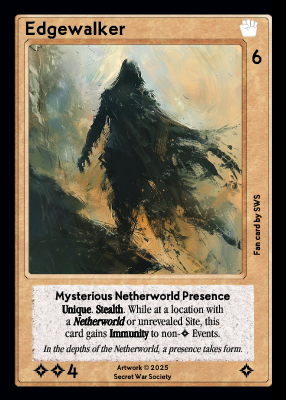 Edgewalker
6
Fan card by SWS
Mysterious Netherworld Presence
Unique. Stealth. While at a location with
a Netherworld or unrevealed Site, this
card gains Immunity to non- Events.
In the depths of the Netherworld, a presence takes form.
4
Artwork © 2025
Secret War Society